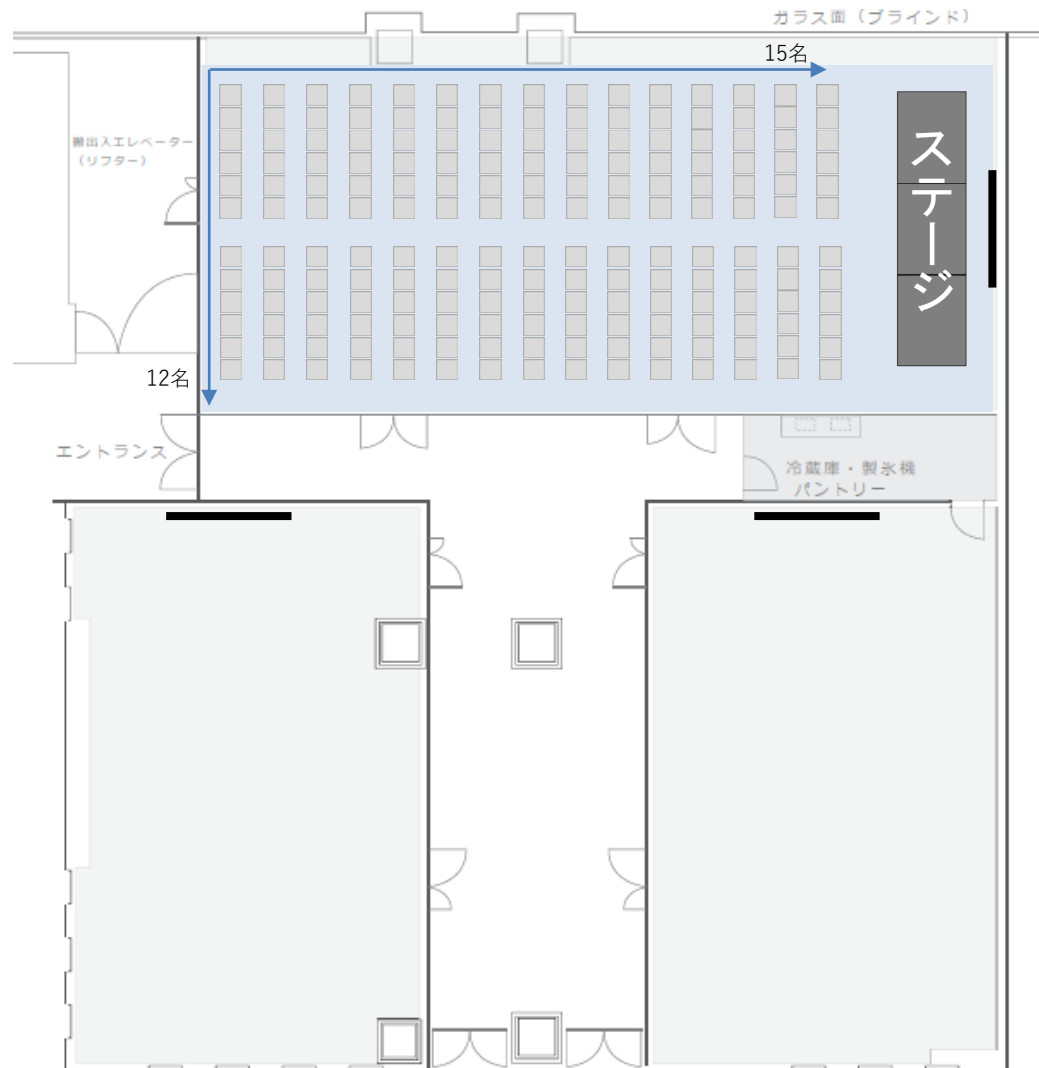 ガラス面（ブラインド）
15名
搬出入エレベーター
（リフター）
ステージ
12名
エントランス
冷蔵庫・製氷機
パントリー